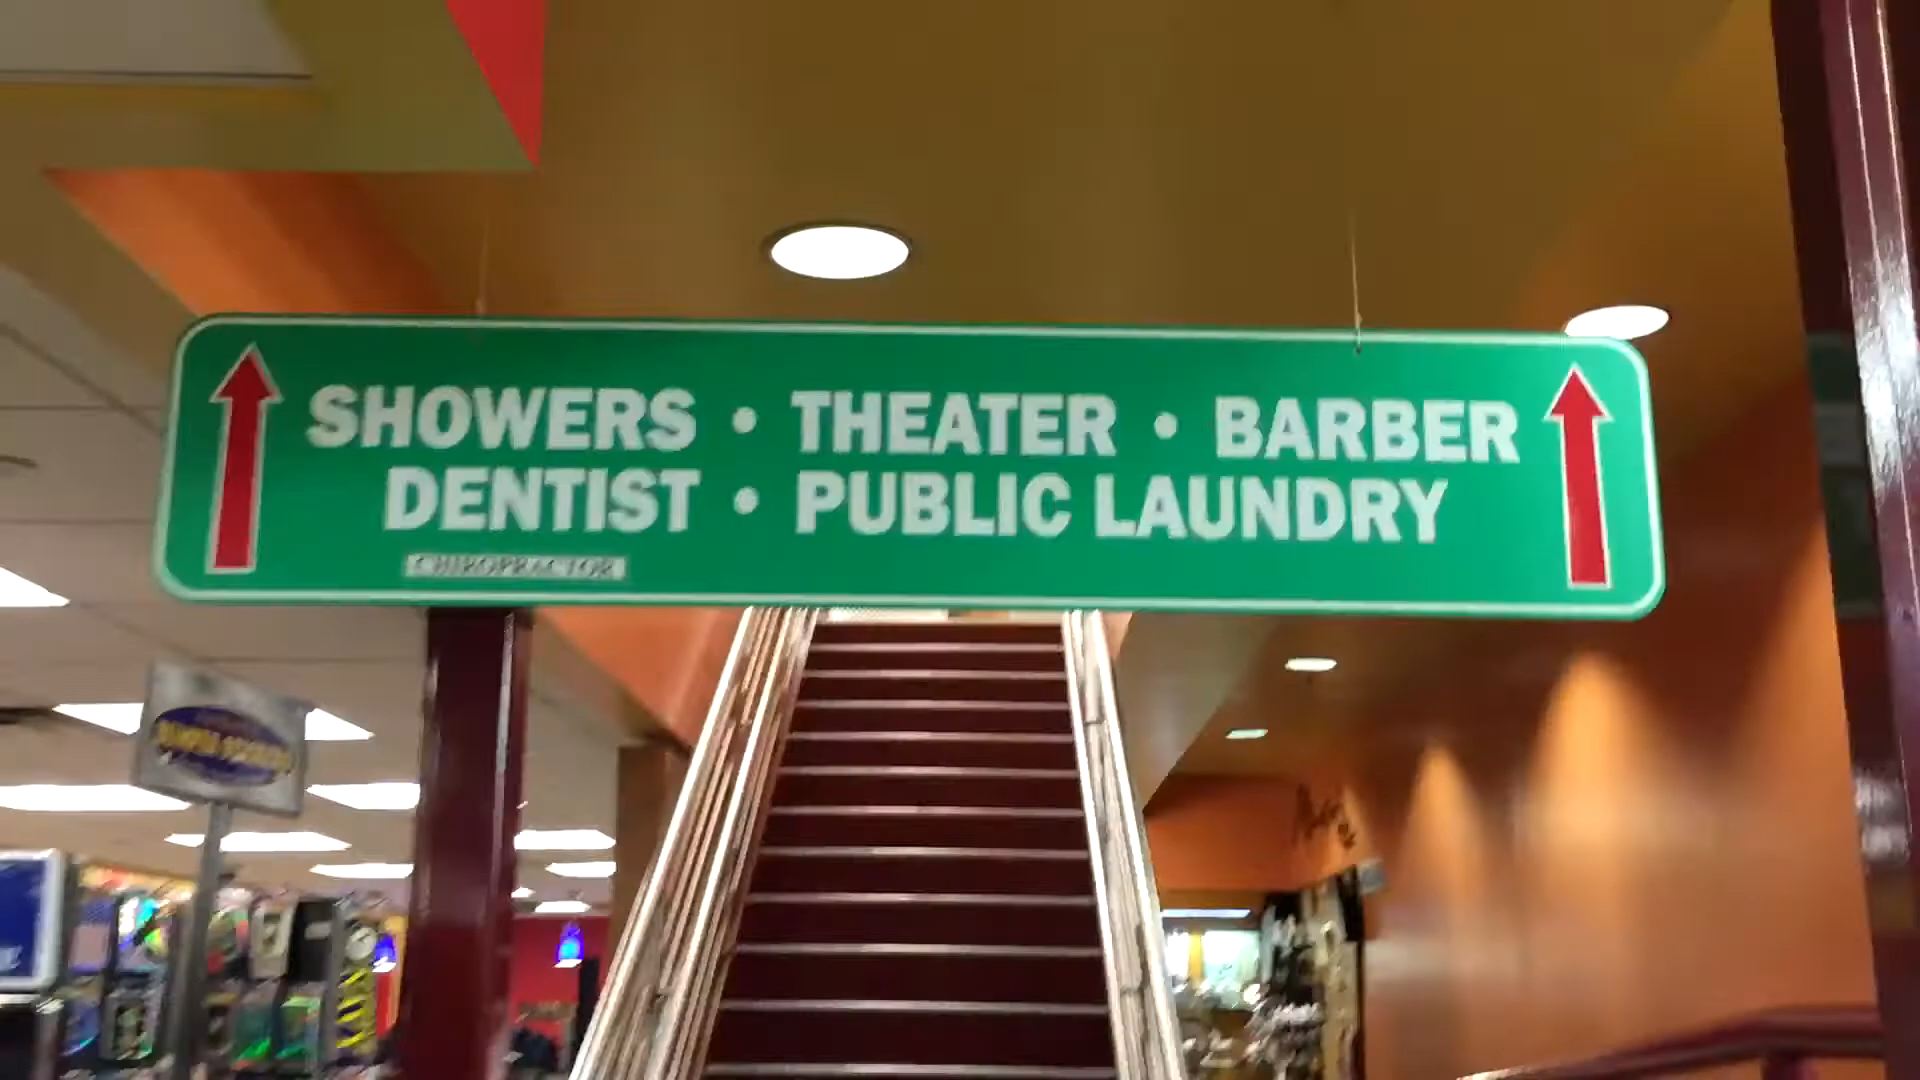 SHOWERS • THEATER • BARBER
DENTIST • PUBLIC LAUNDRY
CHIROPRACTOR